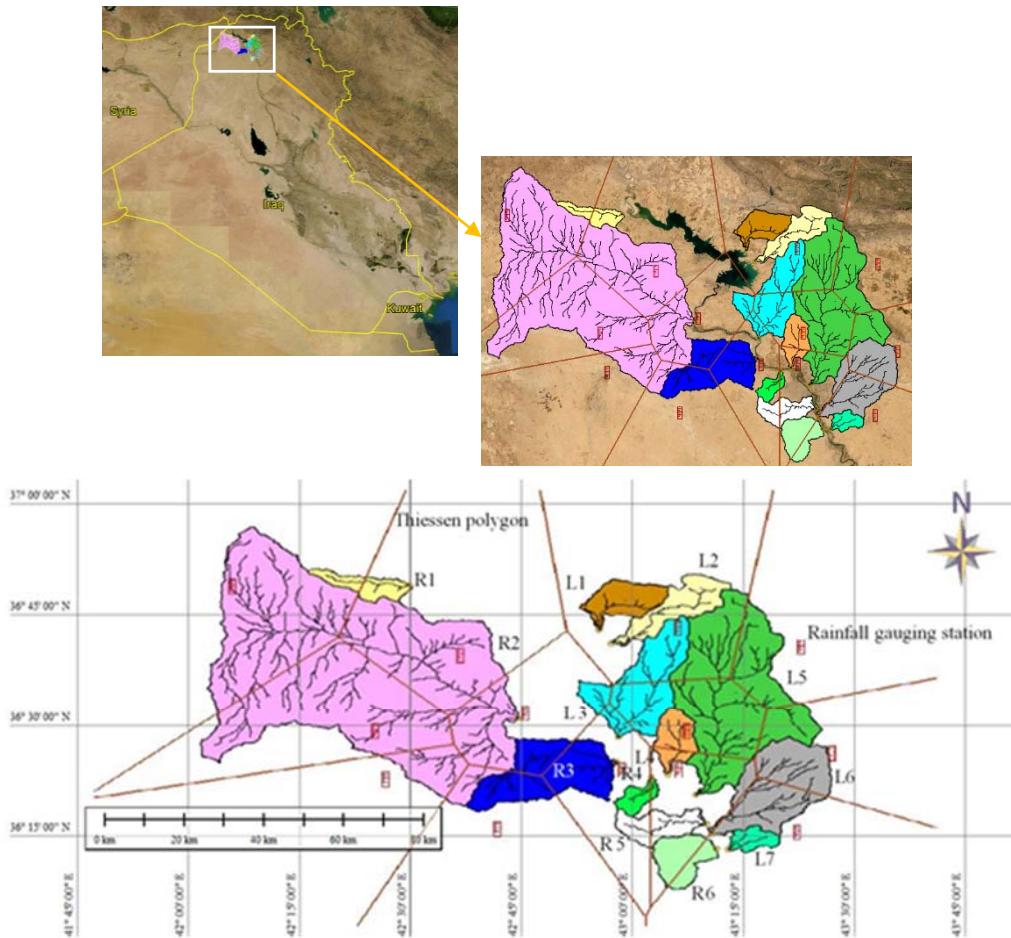 Syria
Iraq
Kuwait
37° 00' 00" N
Thiessen polygon
N
L2
L1
R1
36° 45' 00" N
Rainfall gauging station
R2
L5
L 3
36° 30' 00" N
L4
R3
R4
L6
0 km
20 km
40 km
60 km
80 km
36° 15' 00" N
R 5
L7
R6
41° 45' 00" E
42° 00' 00" E
42° 15' 00" E
42° 30' 00" E
42° 45' 00" E
43° 00' 00" E
43° 15' 00" E
43° 30' 00" E
43° 45' 00" E